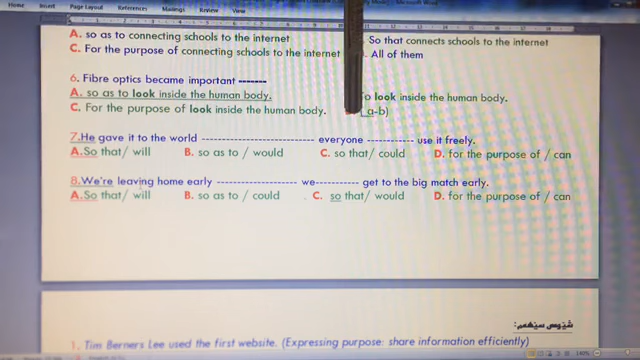 Home Insert Page Layout References Mailings Review View
A. so as to connecting schools to the internet So that connects schools to the internet
C. For the purpose of connecting schools to the internet All of them
6. Fibre optics became important -------
A. so as to look inside the human body. o look inside the human body.
C. For the purpose of look inside the human body. a-b)
7.He gave it to the world -------------------------- everyone ----------- use it freely.
A.So that/ will B. so as to / would C. so that/ could D. for the purpose of / can
8.We're leaving home early ------------------- we---------- get to the big match early.
A.So that/ will B. so as to / could C. so that/ would D. for the purpose of / can
1. Tim Berners Lee used the first website. (Expressing purpose: share information efficiently)
140%